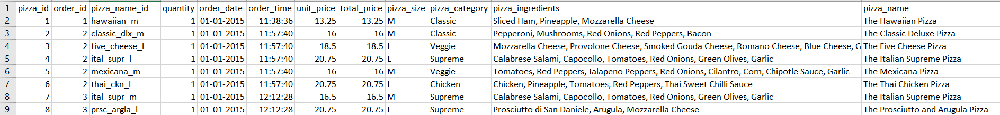 1 pizza_id order_id pizza_name_id quantity order_date order_time unit_price total_price pizza_size pizza_category pizza_ingredients pizza_name
2 1 1 hawaiian_m 1 01-01-2015 11:38:36 13.25 13.25 M Classic Sliced Ham, Pineapple, Mozzarella Cheese The Hawaiian Pizza
3 2 2 classic_dlx_m 1 01-01-2015 11:57:40 16 16 M Classic Pepperoni, Mushrooms, Red Onions, Red Peppers, Bacon The Classic Deluxe Pizza
4 3 2 five_cheese_l 1 01-01-2015 11:57:40 18.5 18.5 L Veggie Mozzarella Cheese, Provolone Cheese, Smoked Gouda Cheese, Romano Cheese, Blue Cheese, G The Five Cheese Pizza
5 4 2 ital_supr_l 1 01-01-2015 11:57:40 20.75 20.75 L Supreme Calabrese Salami, Capocollo, Tomatoes, Red Onions, Green Olives, Garlic The Italian Supreme Pizza
6 5 2 mexicana_m 1 01-01-2015 11:57:40 16 16 M Veggie Tomatoes, Red Peppers, Jalapeno Peppers, Red Onions, Cilantro, Corn, Chipotle Sauce, Garlic The Mexicana Pizza
7 6 2 thai_ckn_l 1 01-01-2015 11:57:40 20.75 20.75 L Chicken Chicken, Pineapple, Tomatoes, Red Peppers, Thai Sweet Chilli Sauce The Thai Chicken Pizza
8 7 3 ital_supr_m 1 01-01-2015 12:12:28 16.5 16.5 M Supreme Calabrese Salami, Capocollo, Tomatoes, Red Onions, Green Olives, Garlic The Italian Supreme Pizza
9 8 3 prsc_argla_l 1 01-01-2015 12:12:28 20.75 20.75 L Supreme Prosciutto di San Daniele, Arugula, Mozzarella Cheese The Prosciutto and Arugula Pizza